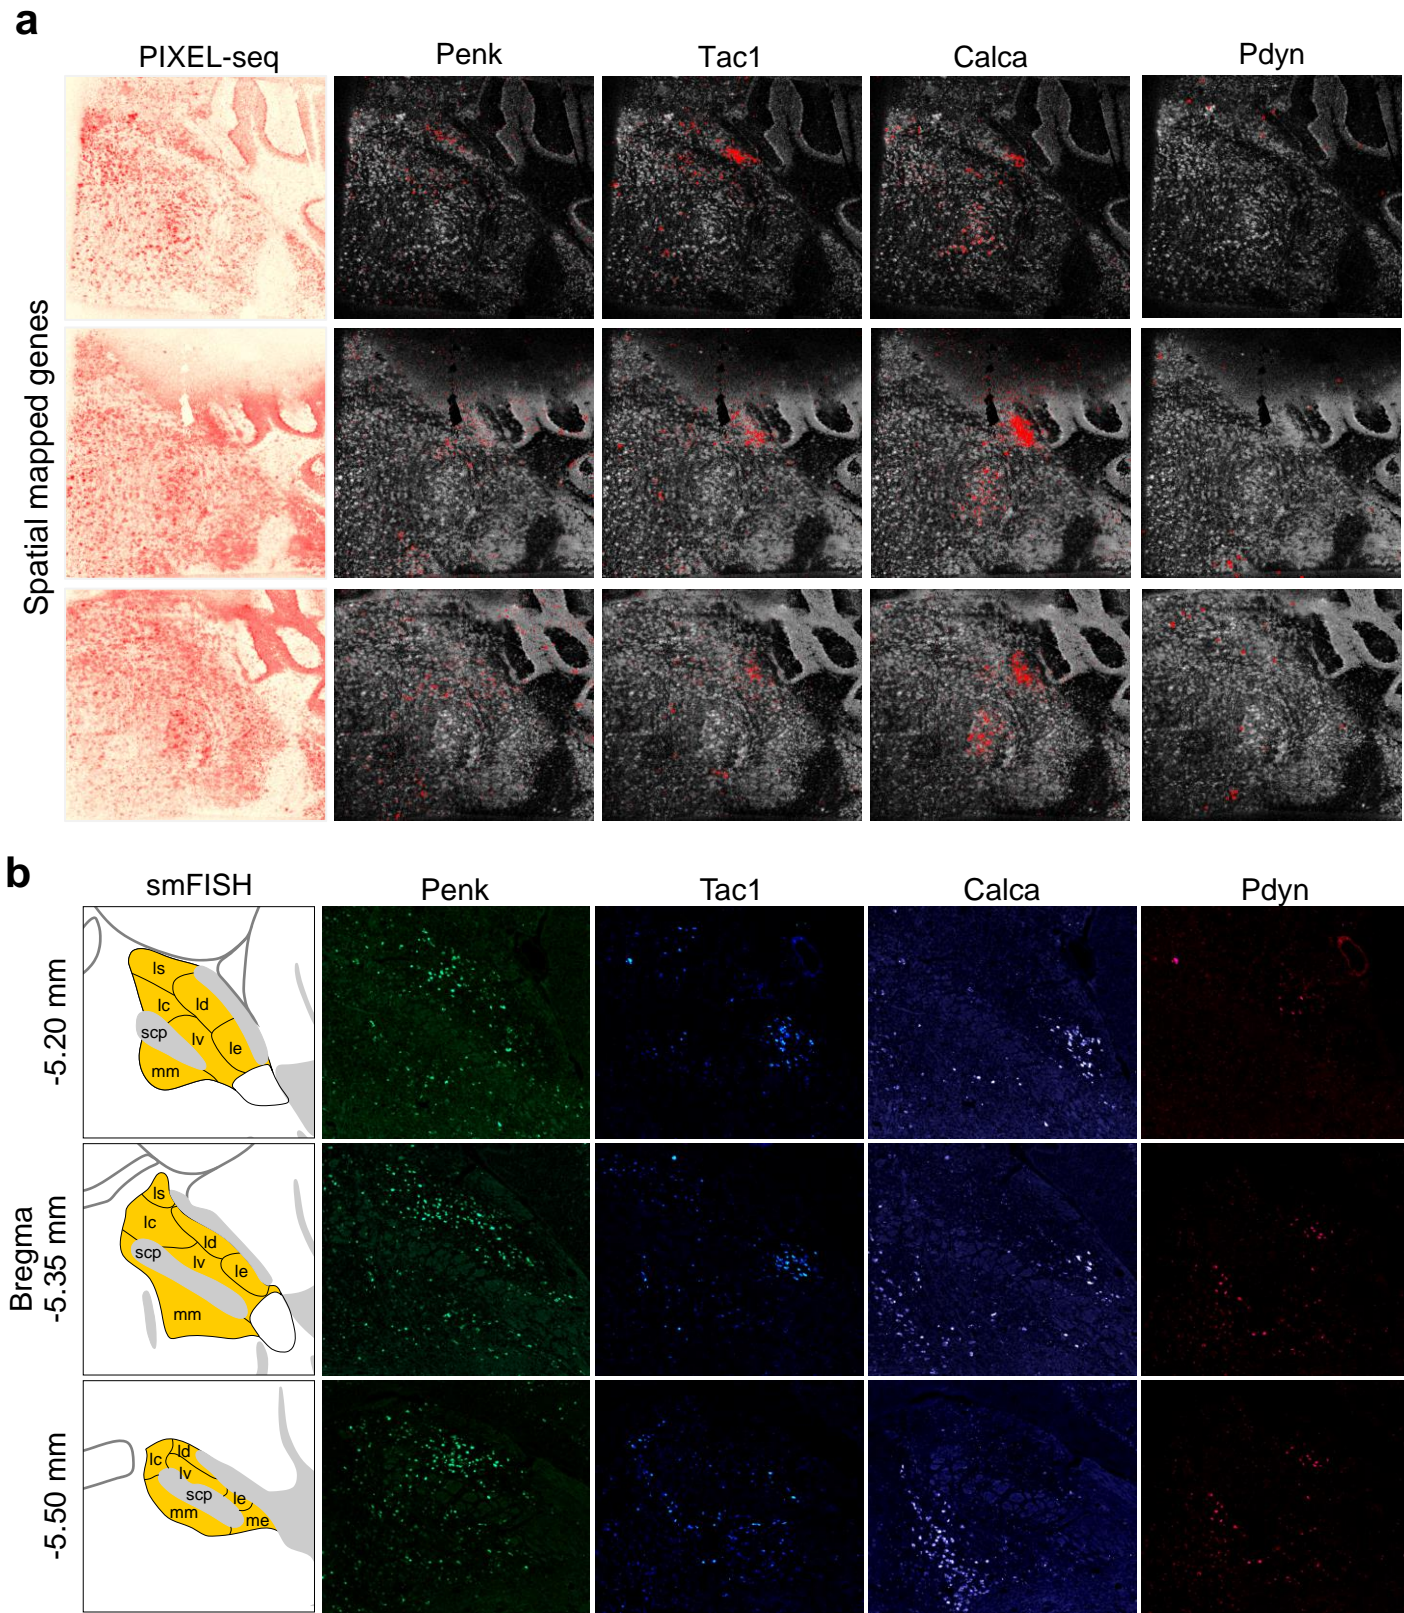 a
PIXEL-seq Penk Tac1 Calca Pdyn
Spatial mapped genes
b
smFISH Penk Tac1 Calca Pdyn
Bregma
-5.20 mm
ls
ld
lc
scp
lv
le
mm
-5.35 mm
ls
lc
ld
scp
lv
le
mm
-5.50 mm
ld
lc
lv
scp
le
mm
me